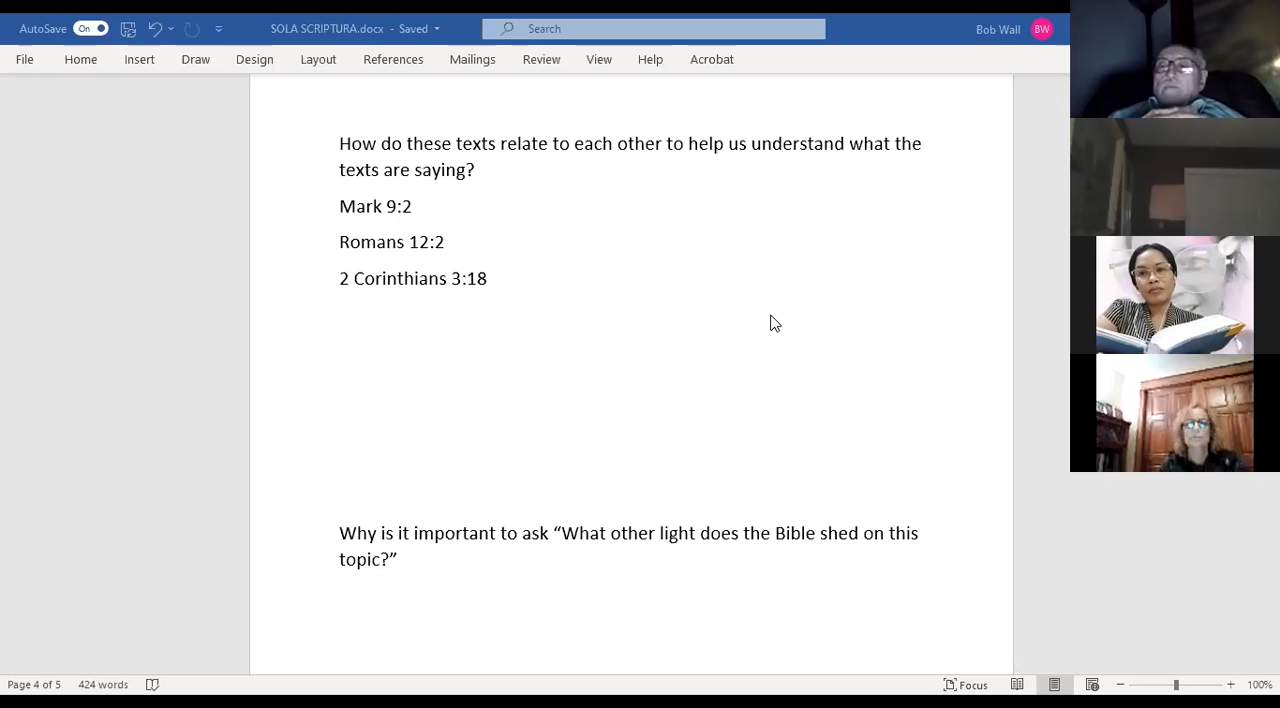 AutoSave On SOLA SCRIPTURA.docx - Saved Search Bob Wall BW
File Home Insert Draw Design Layout References Mailings Review View Help Acrobat
How do these texts relate to each other to help us understand what the
texts are saying?
Mark 9:2
Romans 12:2
2 Corinthians 3:18
Why is it important to ask “What other light does the Bible shed on this
topic?”
Page 4 of 5 424 words Focus 100%